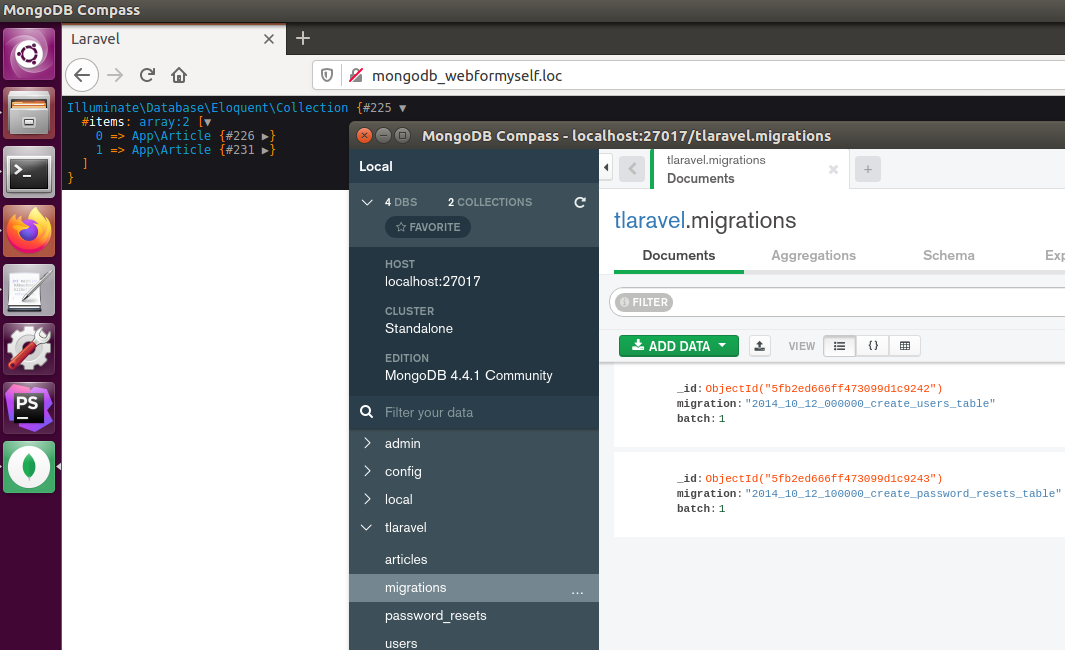 MongoDB Compass
Laravel
mongodb_webformyself.loc
Illuminate\Database\Eloquent\Collection {#225 ▼
#items: array:2 [▼
0 => App\Article {#226 ▶}
1 => App\Article {#231 ▶}
]
}
MongoDB Compass - localhost:27017/tlaravel.migrations
Local
4 DBS 2 COLLECTIONS
FAVORITE
HOST
localhost:27017
CLUSTER
Standalone
EDITION
MongoDB 4.4.1 Community
Filter your data
admin
config
local
tlaravel
articles
migrations ...
password_resets
users
tlaravel.migrations
Documents
tlaravel.migrations
Documents Aggregations Schema Exp
FILTER
ADD DATA VIEW { }
_id: ObjectId("5fb2ed666ff473099d1c9242")
migration: "2014_10_12_000000_create_users_table"
batch: 1
_id: ObjectId("5fb2ed666ff473099d1c9243")
migration: "2014_10_12_100000_create_password_resets_table"
batch: 1
>_
PS